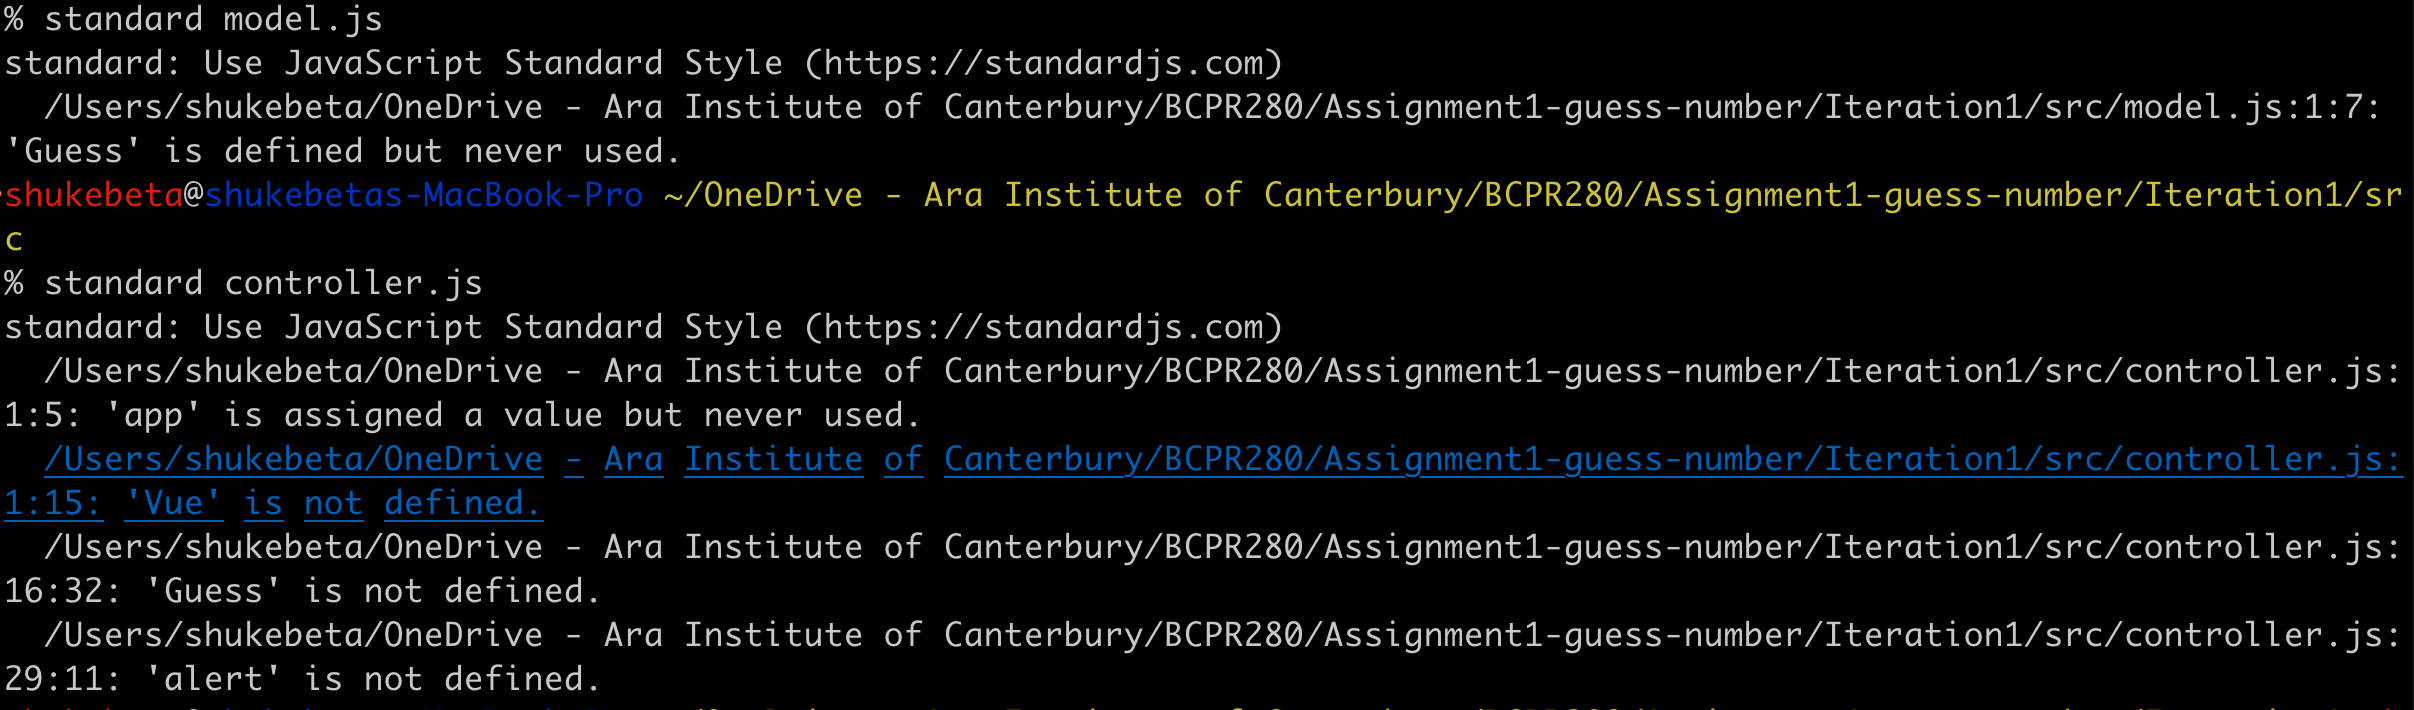 % standard model.js
standard: Use JavaScript Standard Style (https://standardjs.com)
  /Users/shukebeta/OneDrive - Ara Institute of Canterbury/BCPR280/Assignment1-guess-number/Iteration1/src/model.js:1:7:
'Guess' is defined but never used.
shukebeta@shukebetas-MacBook-Pro ~/OneDrive - Ara Institute of Canterbury/BCPR280/Assignment1-guess-number/Iteration1/sr
c
% standard controller.js
standard: Use JavaScript Standard Style (https://standardjs.com)
  /Users/shukebeta/OneDrive - Ara Institute of Canterbury/BCPR280/Assignment1-guess-number/Iteration1/src/controller.js:
1:5: 'app' is assigned a value but never used.
  /Users/shukebeta/OneDrive - Ara Institute of Canterbury/BCPR280/Assignment1-guess-number/Iteration1/src/controller.js:
1:15: 'Vue' is not defined.
  /Users/shukebeta/OneDrive - Ara Institute of Canterbury/BCPR280/Assignment1-guess-number/Iteration1/src/controller.js:
16:32: 'Guess' is not defined.
  /Users/shukebeta/OneDrive - Ara Institute of Canterbury/BCPR280/Assignment1-guess-number/Iteration1/src/controller.js:
29:11: 'alert' is not defined.